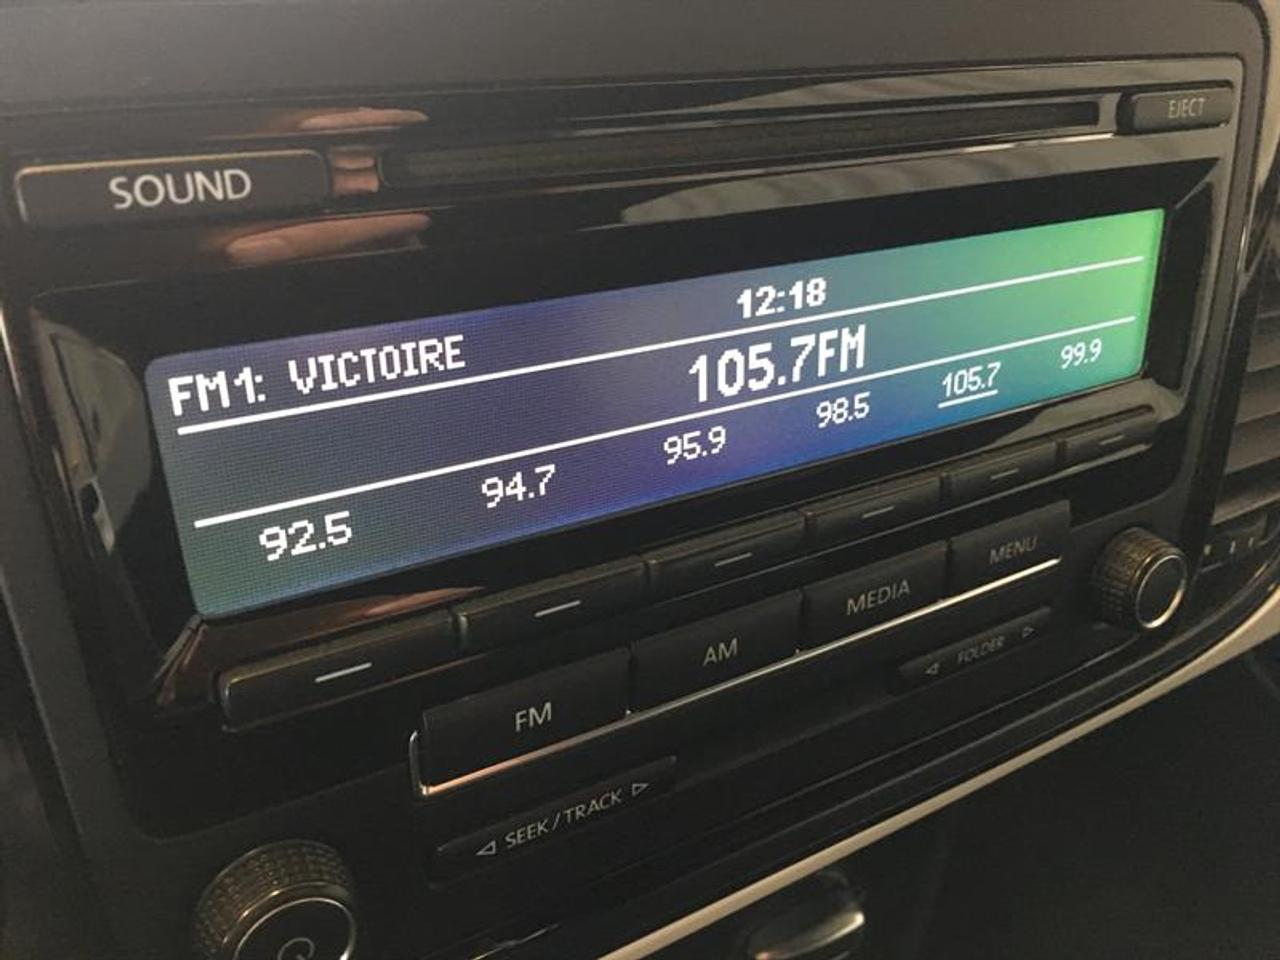 EJECT
SOUND
12:18
FM1: VICTOIRE
105.7FM
92.5 94.7 95.9 98.5 105.7 99.9
FM AM MEDIA MENU
FOLDER
SEEK / TRACK